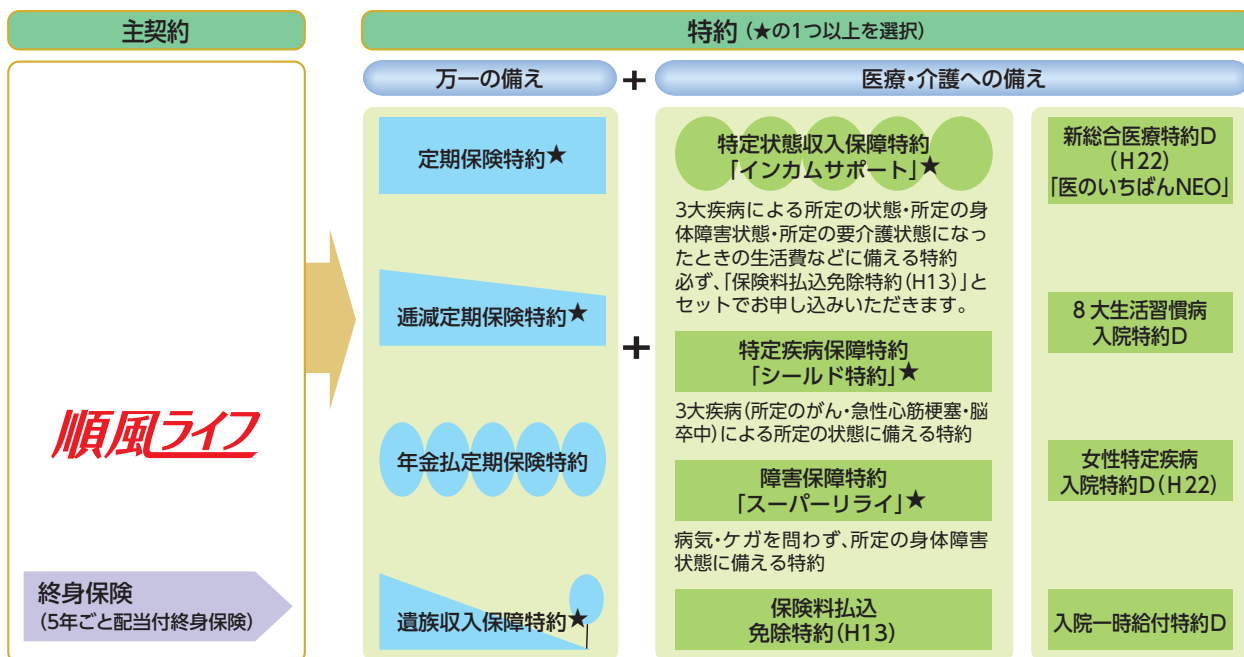 主契約
特約 (★の1つ以上を選択)
万一の備え
+
医療・介護への備え
順風ライフ
終身保険
(5年ごと配当付終身保険)
定期保険特約★
逓減定期保険特約★
年金払定期保険特約
遺族収入保障特約★
+
特定状態収入保障特約
「インカムサポート」★
3大疾病による所定の状態・所定の身
体障害状態・所定の要介護状態になっ
たときの生活費などに備える特約
必ず、「保険料払込免除特約(H13)」と
セットでお申し込みいただきます。
特定疾病保障特約
「シールド特約」★
3大疾病(所定のがん・急性心筋梗塞・脳
卒中)による所定の状態に備える特約
障害保障特約
「スーパーリライ」★
病気・ケガを問わず、所定の身体障害
状態に備える特約
保険料払込
免除特約(H13)
新総合医療特約D
(H22)
「医のいちばんNEO」
8大生活習慣病
入院特約D
女性特定疾病
入院特約D(H22)
入院一時給付特約D